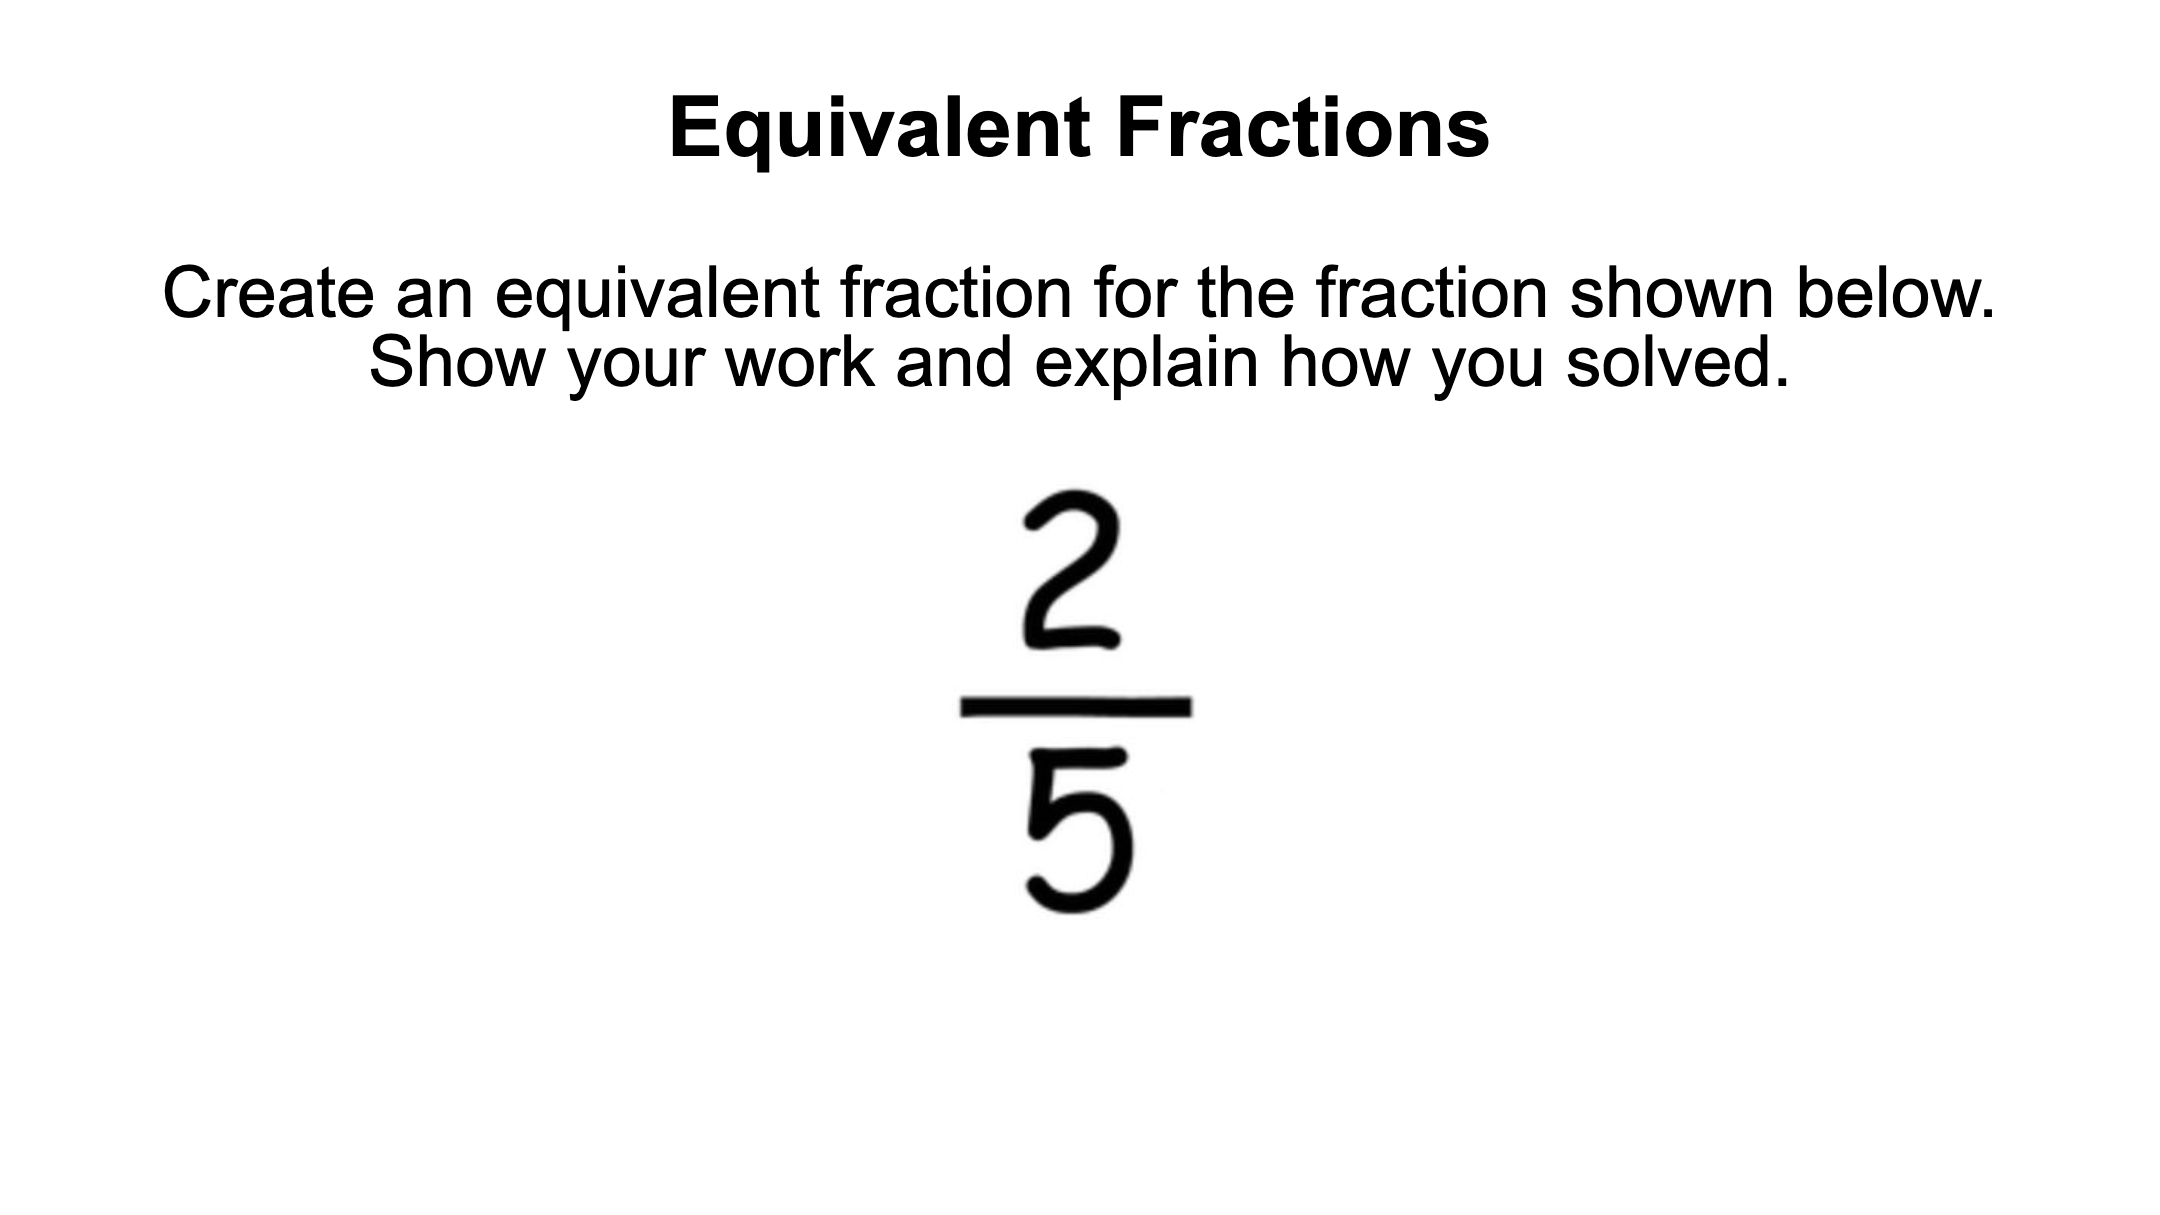 Equivalent Fractions
Create an equivalent fraction for the fraction shown below.
Show your work and explain how you solved.
2
5